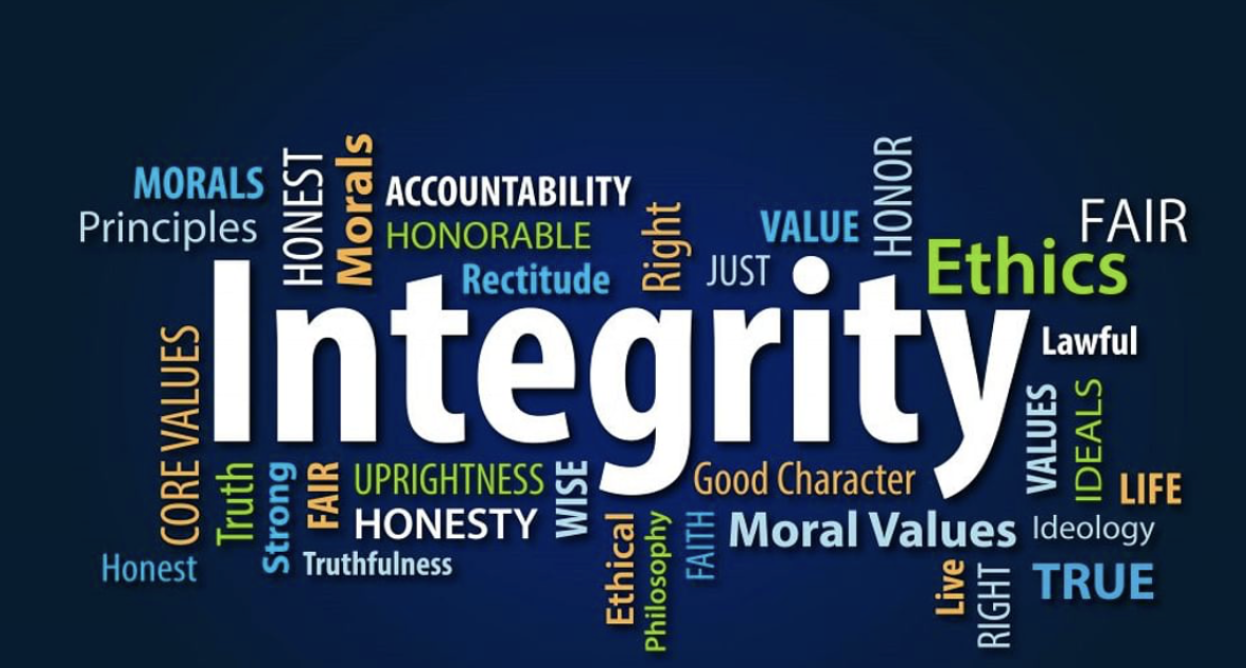 MORALS
Principles
HONEST
Morals
ACCOUNTABILITY
HONORABLE
Rectitude
Right
JUST
VALUE
HONOR
FAIR
Ethics
Integrity
Lawful
CORE VALUES
Truth
Strong
FAIR
UPRIGHTNESS
HONESTY
Truthfulness
WISE
Good Character
VALUES
IDEALS
LIFE
Honest
Ethical
Philosophy
FAITH
Moral Values
Ideology
Live
RIGHT
TRUE